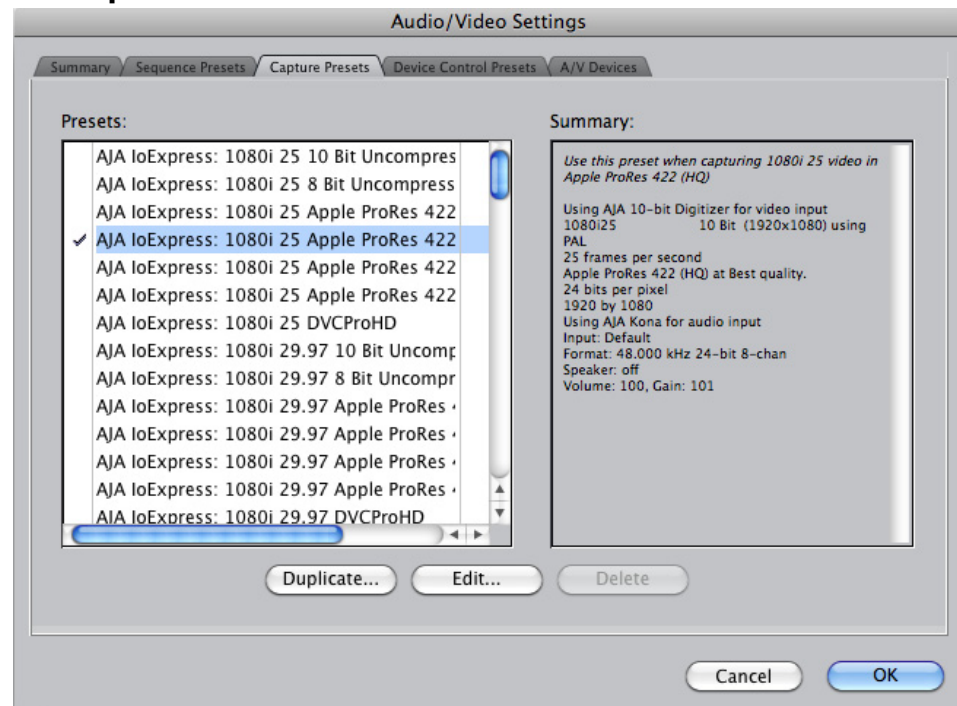 Audio/Video Settings
Summary Sequence Presets Capture Presets Device Control Presets A/V Devices
Presets:
AJA IoExpress: 1080i 25 10 Bit Uncompres
AJA IoExpress: 1080i 25 8 Bit Uncompress
AJA IoExpress: 1080i 25 Apple ProRes 422
✓ AJA IoExpress: 1080i 25 Apple ProRes 422
AJA IoExpress: 1080i 25 Apple ProRes 422
AJA IoExpress: 1080i 25 Apple ProRes 422
AJA IoExpress: 1080i 25 DVCProHD
AJA IoExpress: 1080i 29.97 10 Bit Uncomp
AJA IoExpress: 1080i 29.97 8 Bit Uncompr
AJA IoExpress: 1080i 29.97 Apple ProRes
AJA IoExpress: 1080i 29.97 Apple ProRes
AJA IoExpress: 1080i 29.97 Apple ProRes
AJA IoExpress: 1080i 29.97 Apple ProRes
AJA IoExpress: 1080i 29.97 DVCProHD
Summary:
Use this preset when capturing 1080i 25 video in
Apple ProRes 422 (HQ)
Using AJA 10-bit Digitizer for video input
1080i25 10 Bit (1920x1080) using
PAL
25 frames per second
Apple ProRes 422 (HQ) at Best quality.
24 bits per pixel
1920 by 1080
Using AJA Kona for audio input
Input: Default
Format: 48.000 kHz 24-bit 8-chan
Speaker: off
Volume: 100, Gain: 101
Duplicate... Edit... Delete
Cancel OK